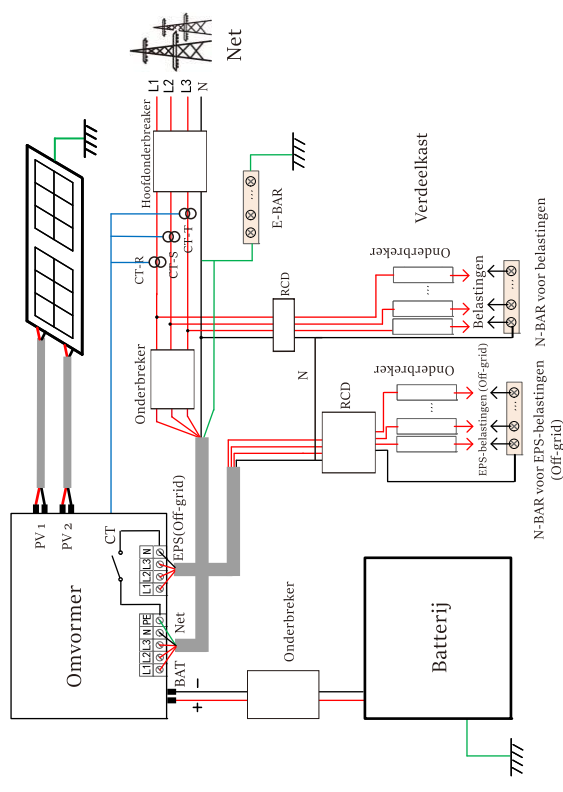 PV 1
PV 2
Omvormer
CT
L1 L2 L3 N PE
L1 L2 L3 N
BAT
Net
EPS(Off-grid)
+
−
Onderbreker
CT-R
CT-S
CT-T
Hoofdonderbreaker
L1
L2
L3
N
Net
E-BAR
Onderbreker
RCD
N
RCD
Onderbreker
...
Onderbreker
...
Verdeelkast
Batterij
EPS-belastingen (Off-grid)
Belastingen
...
...
N-BAR voor EPS-belastingen
(Off-grid)
N-BAR voor belastingen